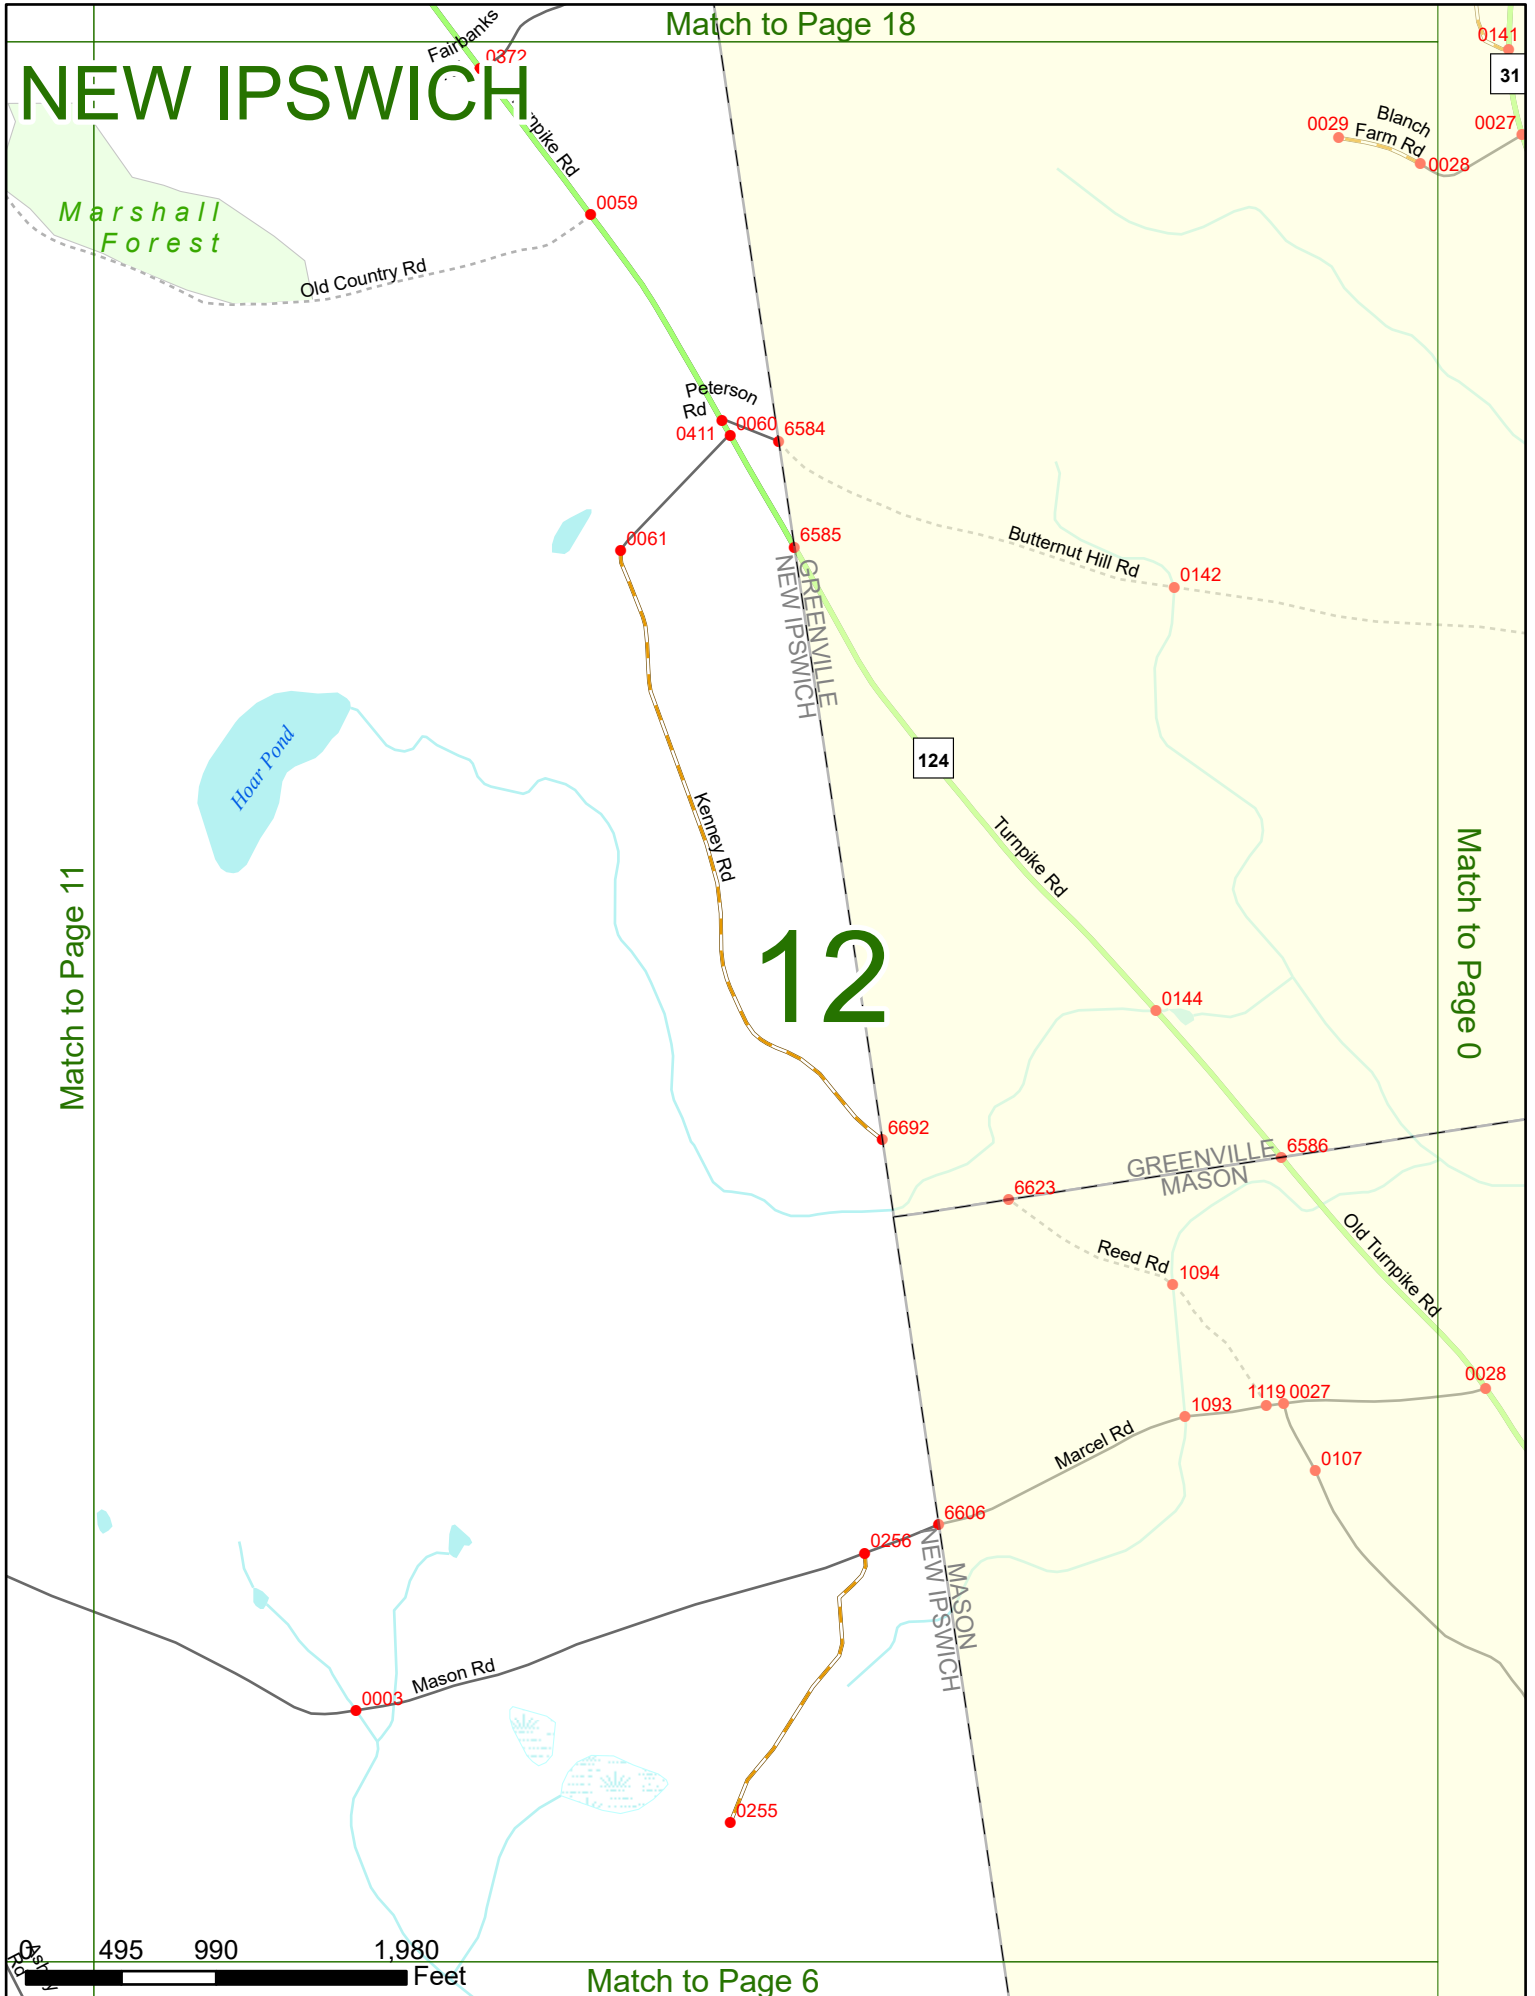 Match to Page 18
Fairbanks
0372
NEW IPSWICH
npike Rd
0141
31
0027
0029
Blanch
Farm Rd
0028
0059
Marshall
Forest
Old Country Rd
Peterson
Rd
0060
0411
6584
0061
6585
Butternut Hill Rd
0142
GREENVILLE
NEW IPSWICH
Hoar Pond
124
Kenney Rd
Turnpike Rd
Match to Page 11
Match to Page 0
12
0144
6692
6586
GREENVILLE
MASON
6623
Reed Rd
1094
Old Turnpike Rd
0028
1119
0027
1093
Marcel Rd
0107
6606
0256
MASON
NEW IPSWICH
Mason Rd
0003
0255
Ashby
Rd
0
495
990
1,980
Feet
Match to Page 6